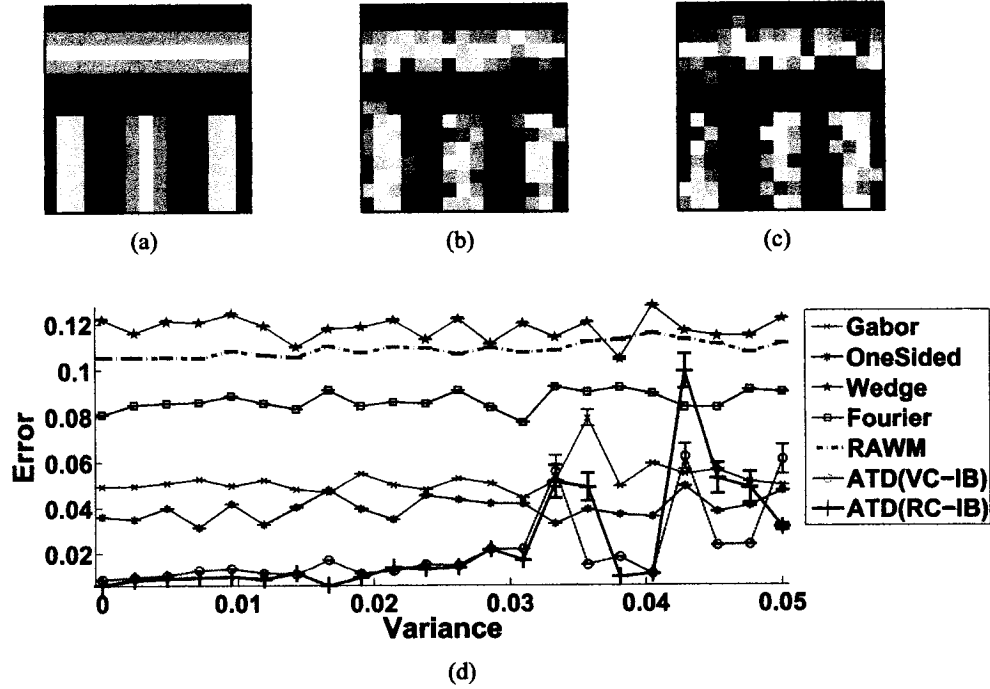 (a)
(b)
(c)
Error
0.12
0.1
0.08
0.06
0.04
0.02
0
0.01
0.02
0.03
0.04
0.05
Variance
Gabor
OneSided
Wedge
Fourier
RAWM
ATD(VC-IB)
ATD(RC-IB)
(d)